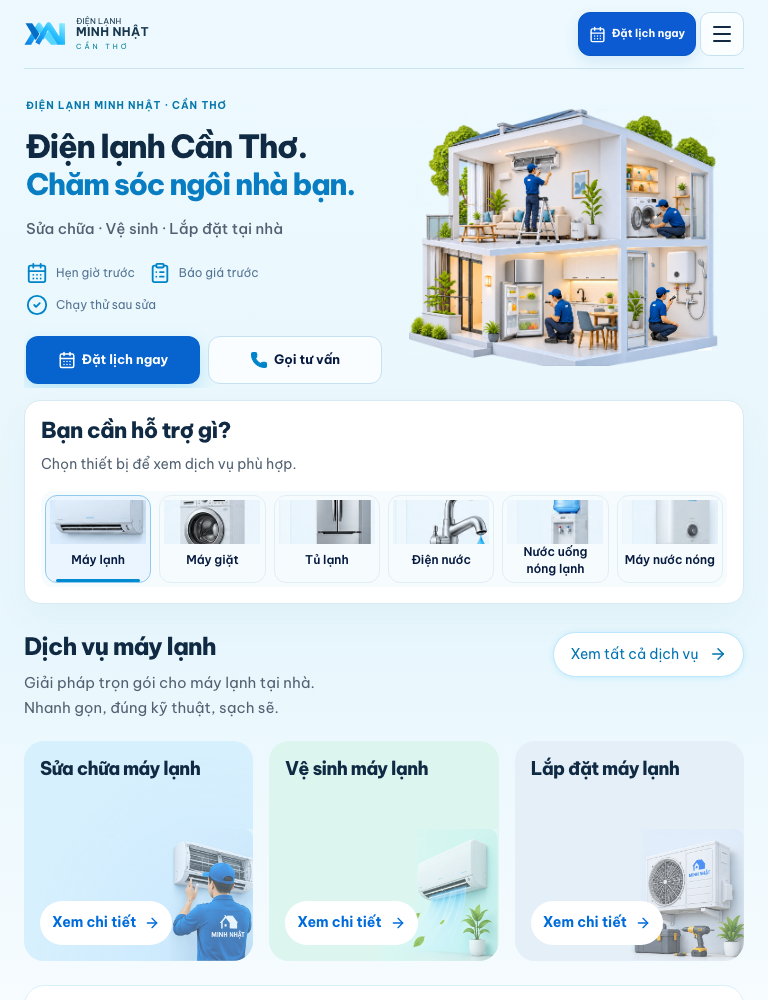 ĐIỆN LẠNH
MINH NHẬT
CẦN THƠ
Đặt lịch ngay
ĐIỆN LẠNH MINH NHẬT · CẦN THƠ
Điện lạnh Cần Thơ.
Chăm sóc ngôi nhà bạn.
Sửa chữa · Vệ sinh · Lắp đặt tại nhà
Hẹn giờ trước
Báo giá trước
Chạy thử sau sửa
Đặt lịch ngay
Gọi tư vấn
Bạn cần hỗ trợ gì?
Chọn thiết bị để xem dịch vụ phù hợp.
Máy lạnh
Máy giặt
Tủ lạnh
Điện nước
Nước uống
nóng lạnh
Máy nước nóng
Dịch vụ máy lạnh
Xem tất cả dịch vụ
Giải pháp trọn gói cho máy lạnh tại nhà.
Nhanh gọn, đúng kỹ thuật, sạch sẽ.
Sửa chữa máy lạnh
Vệ sinh máy lạnh
Lắp đặt máy lạnh
MINH NHẬT
MINH NHẬT
Xem chi tiết
Xem chi tiết
Xem chi tiết